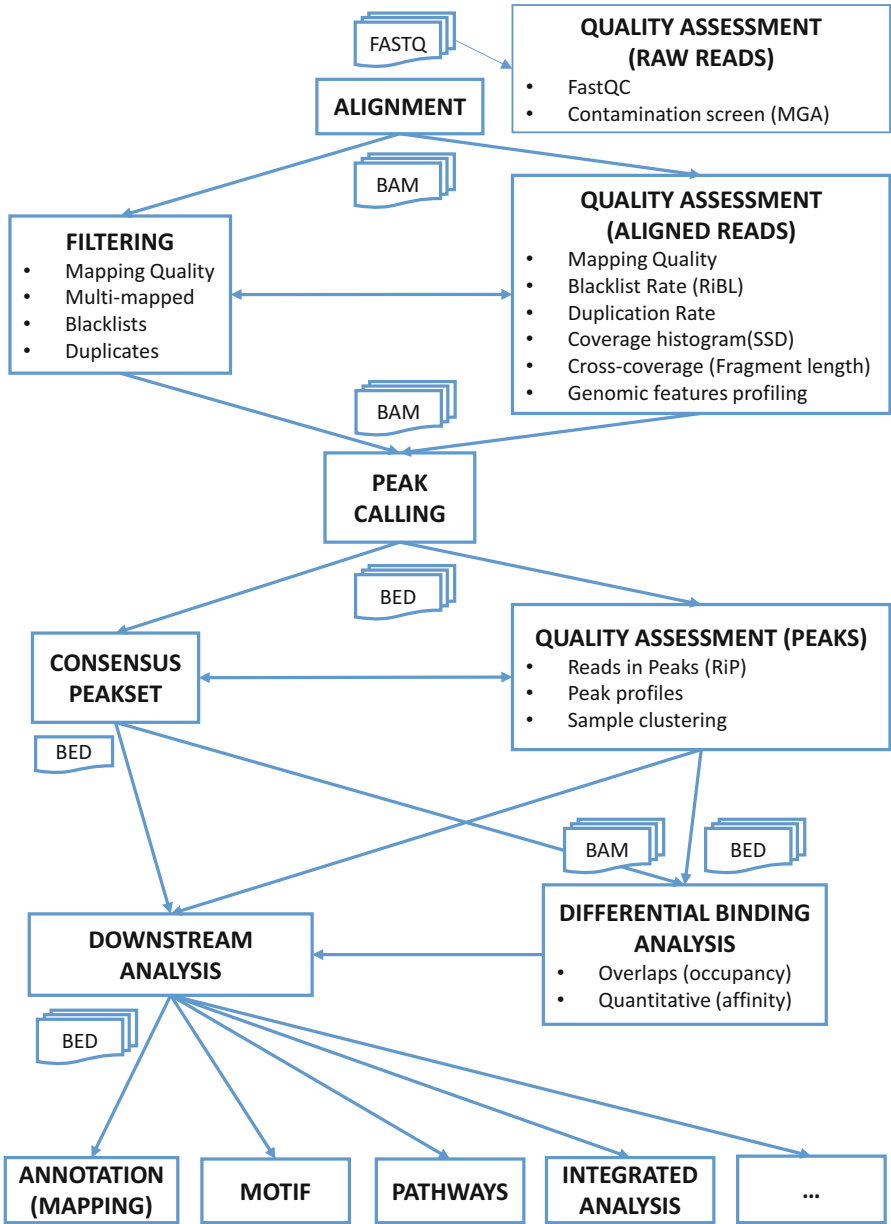 FASTQ
QUALITY ASSESSMENT
(RAW READS)
• FastQC
• Contamination screen (MGA)
ALIGNMENT
BAM
FILTERING
• Mapping Quality
• Multi-mapped
• Blacklists
• Duplicates
QUALITY ASSESSMENT
(ALIGNED READS)
• Mapping Quality
• Blacklist Rate (RiBL)
• Duplication Rate
• Coverage histogram(SSD)
• Cross-coverage (Fragment length)
• Genomic features profiling
BAM
PEAK
CALLING
BED
CONSENSUS
PEAKSET
QUALITY ASSESSMENT (PEAKS)
• Reads in Peaks (RiP)
• Peak profiles
• Sample clustering
BED
BAM
BED
DOWNSTREAM
ANALYSIS
DIFFERENTIAL BINDING
ANALYSIS
• Overlaps (occupancy)
• Quantitative (affinity)
BED
ANNOTATION
(MAPPING)
MOTIF
PATHWAYS
INTEGRATED
ANALYSIS
...